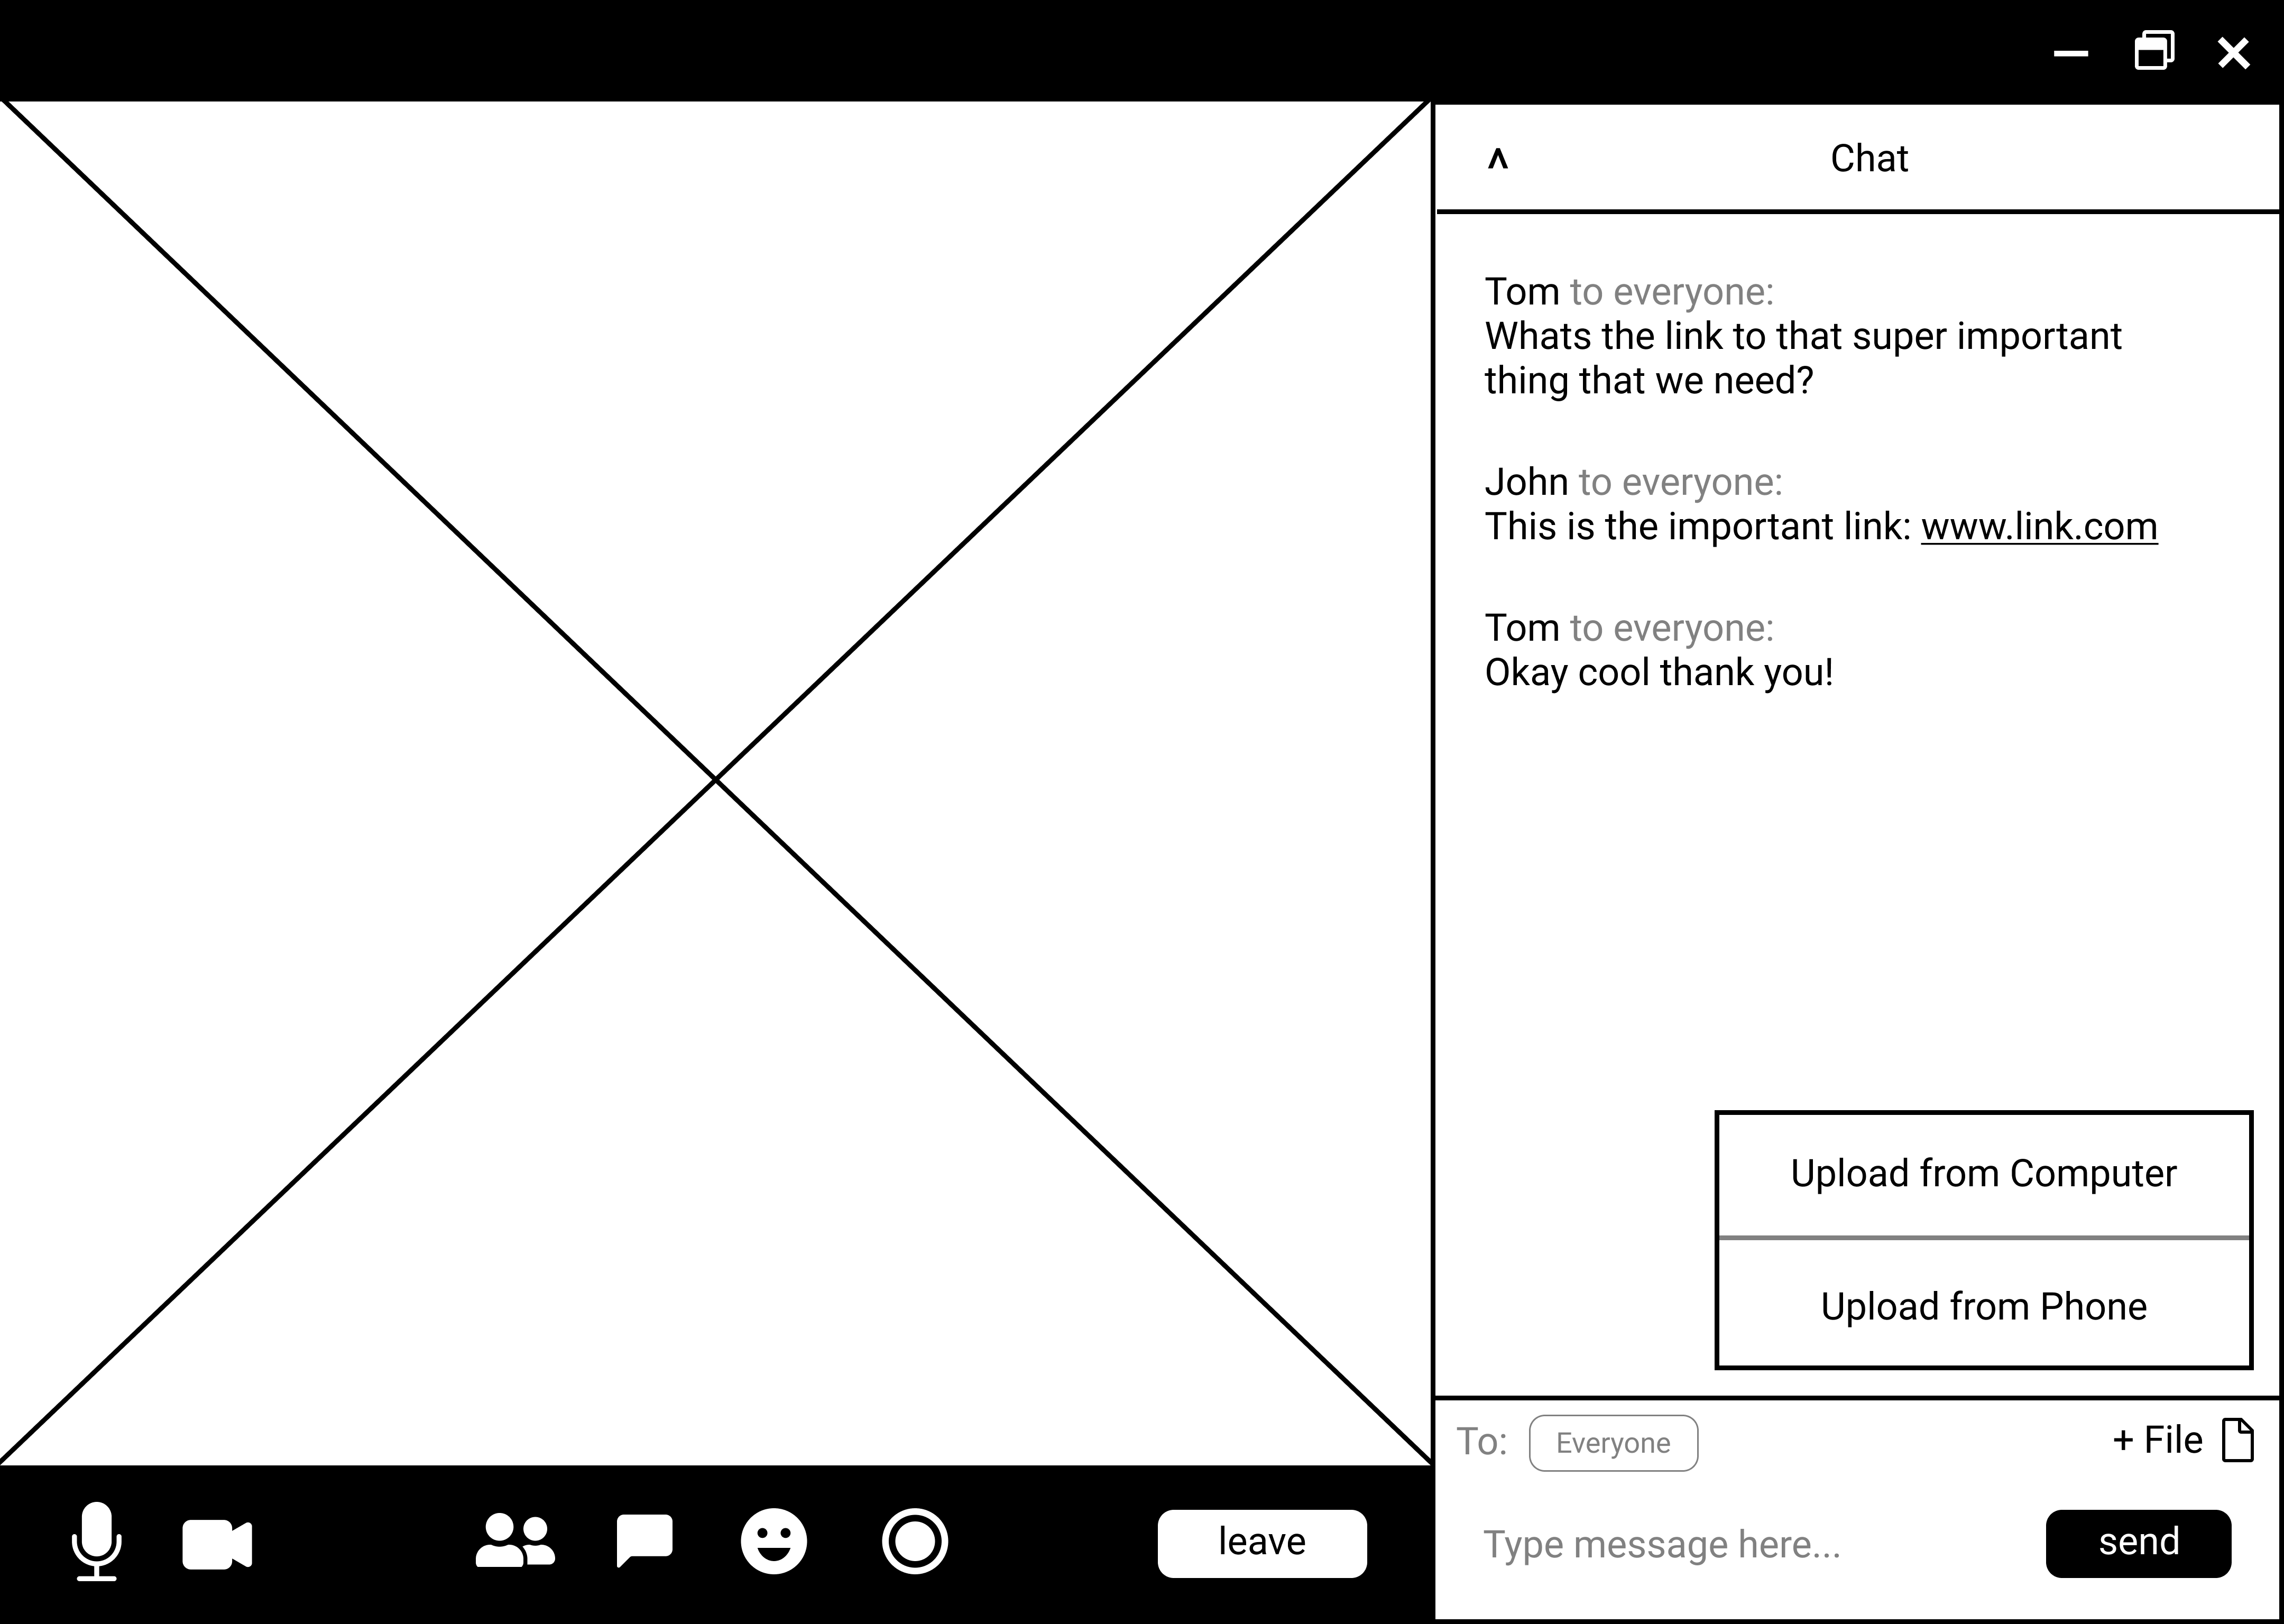 Chat
Tom to everyone:
Whats the link to that super important
thing that we need?
John to everyone:
This is the important link: www.link.com
Tom to everyone:
Okay cool thank you!
Upload from Computer
Upload from Phone
To: Everyone + File
Type message here... send
leave